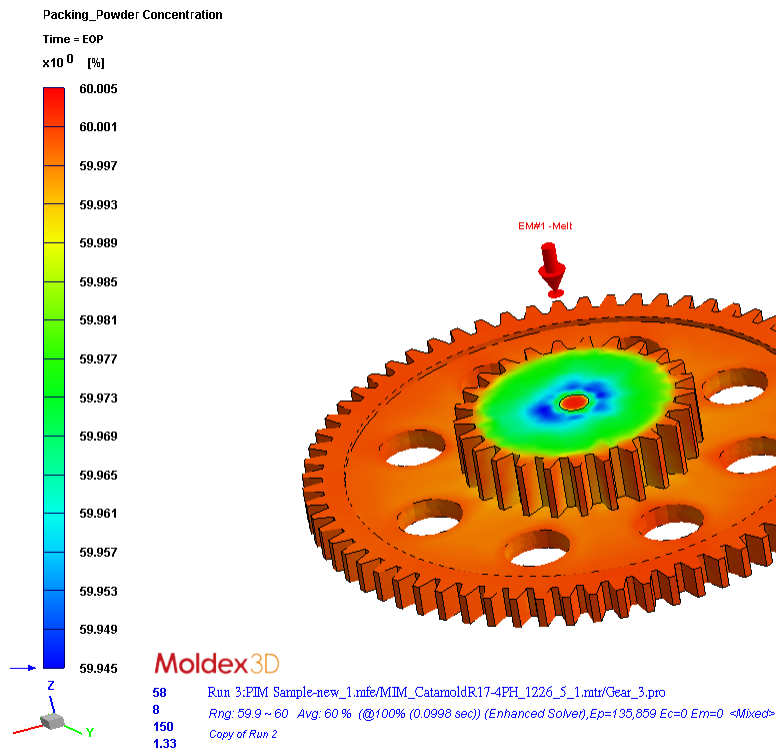 Packing_Powder Concentration
Time = EOP
x10 0 [%]
60.005
60.001
59.997
59.993
59.989
59.985
59.981
59.977
59.973
59.969
59.965
59.961
59.957
59.953
59.949
59.945
EM#1 -Melt
Moldex3D
Z
Y
58
Run 3:PIM Sample-new_1.mfe/MIM_CatamoldR17-4PH_1226_5_1.mtr/Gear_3.pro
8
Rng: 59.9 ~ 60 Avg: 60 % (@100% (0.0998 sec)) (Enhanced Solver),Ep=135,859 Ec=0 Em=0 <Mixed>
150
Copy of Run 2
1.33